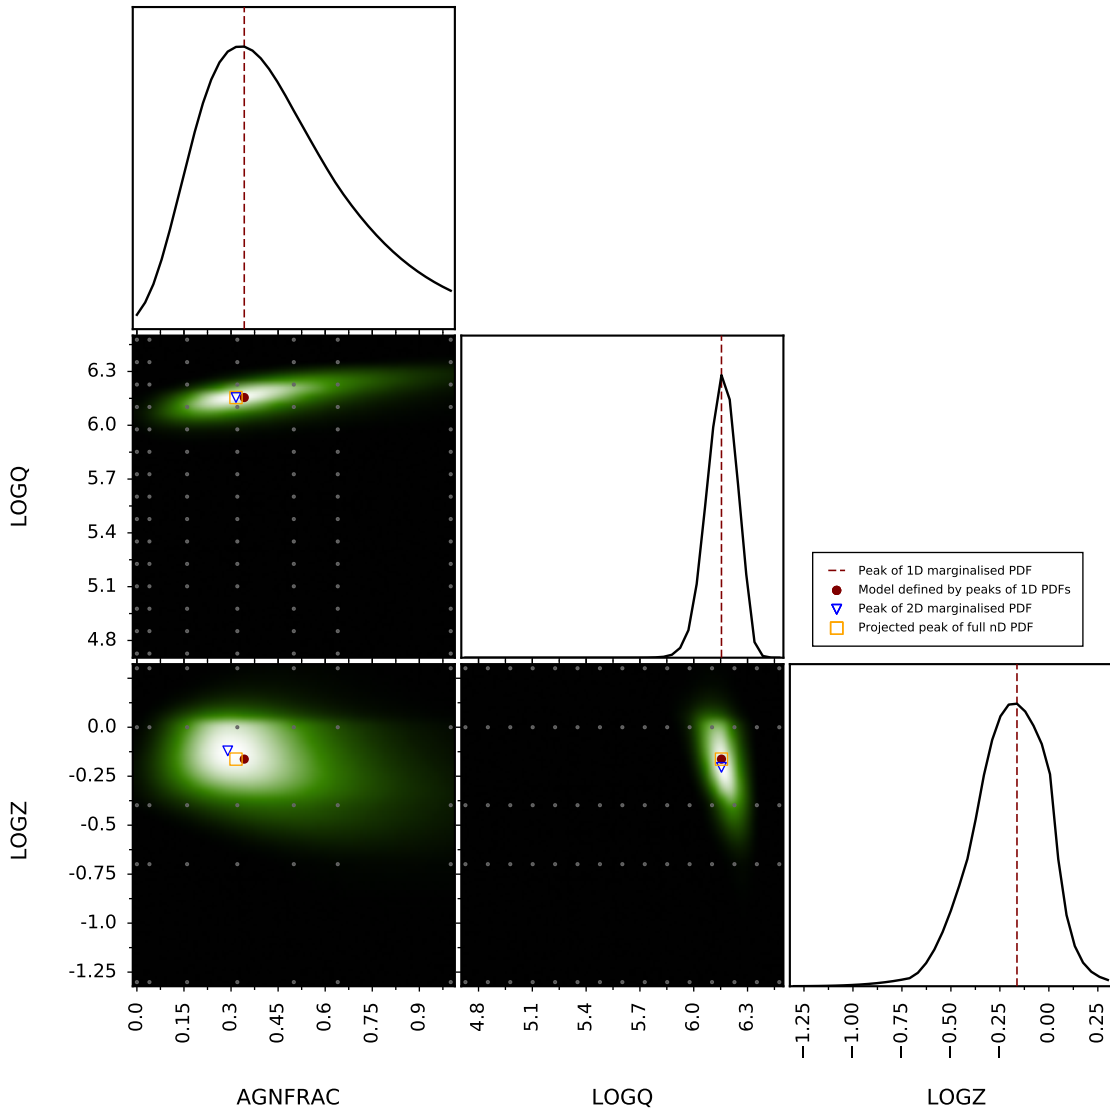 6.3
6.0
5.7
5.4
5.1
4.8
LOGQ
Peak of 1D marginalised PDF
Model defined by peaks of 1D PDFs
Peak of 2D marginalised PDF
Projected peak of full nD PDF
0.0
-0.25
-0.5
-0.75
-1.0
-1.25
LOGZ
0.0 0.15 0.3 0.45 0.6 0.75 0.9
4.8 5.1 5.4 5.7 6.0 6.3
−1.25 −1.00 −0.75 −0.50 −0.25 0.00 0.25
AGNFRAC LOGQ LOGZ